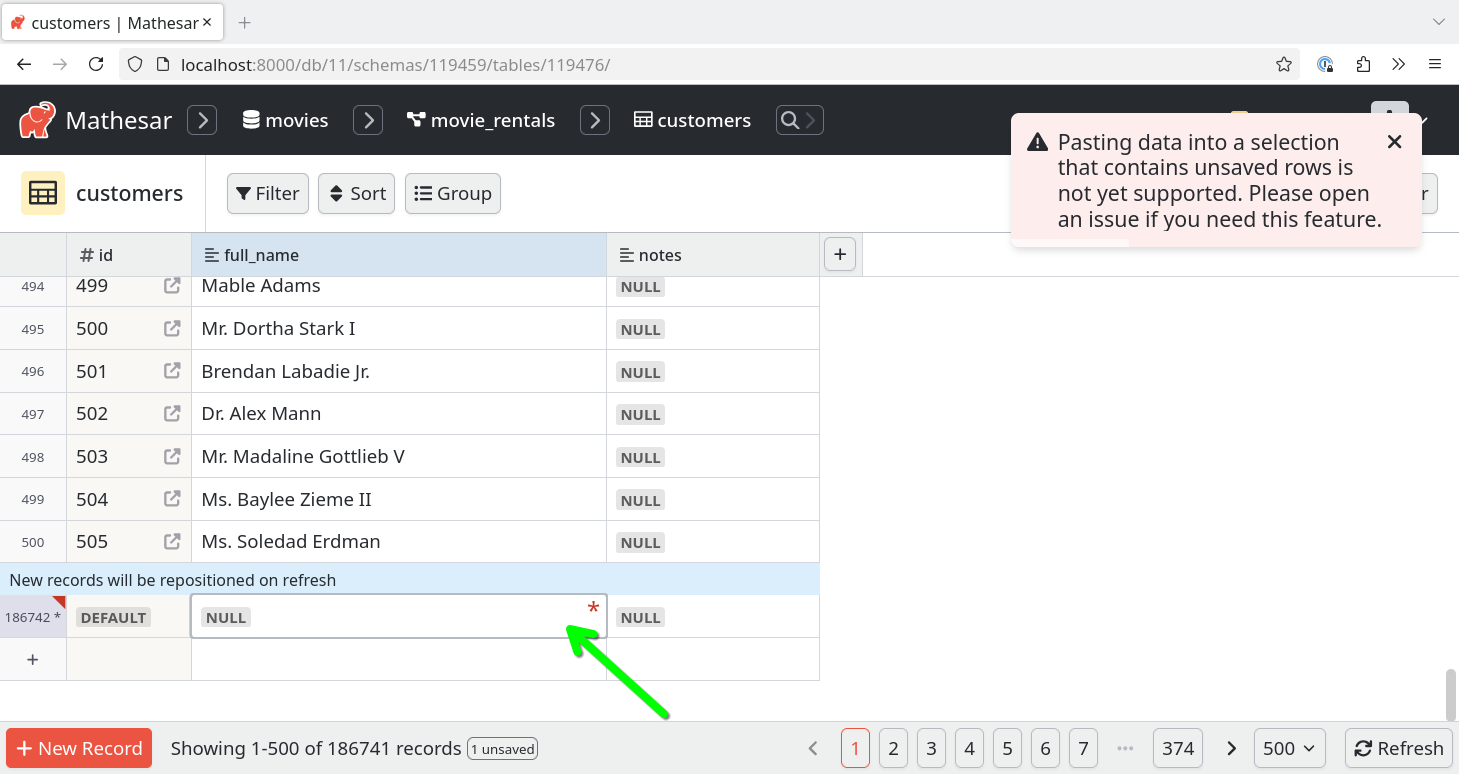 customers | Mathesar
localhost:8000/db/11/schemas/119459/tables/119476/
Mathesar movies movie_rentals customers
Pasting data into a selection
that contains unsaved rows is
not yet supported. Please open
an issue if you need this feature.
customers Filter Sort Group r
id full_name notes +
494 499 Mable Adams NULL
495 500 Mr. Dortha Stark I NULL
496 501 Brendan Labadie Jr. NULL
497 502 Dr. Alex Mann NULL
498 503 Mr. Madaline Gottlieb V NULL
499 504 Ms. Baylee Zieme II NULL
500 505 Ms. Soledad Erdman NULL
New records will be repositioned on refresh
186742 * DEFAULT NULL * NULL
+
+ New Record Showing 1-500 of 186741 records 1 unsaved 1 2 3 4 5 6 7 ... 374 500 Refresh